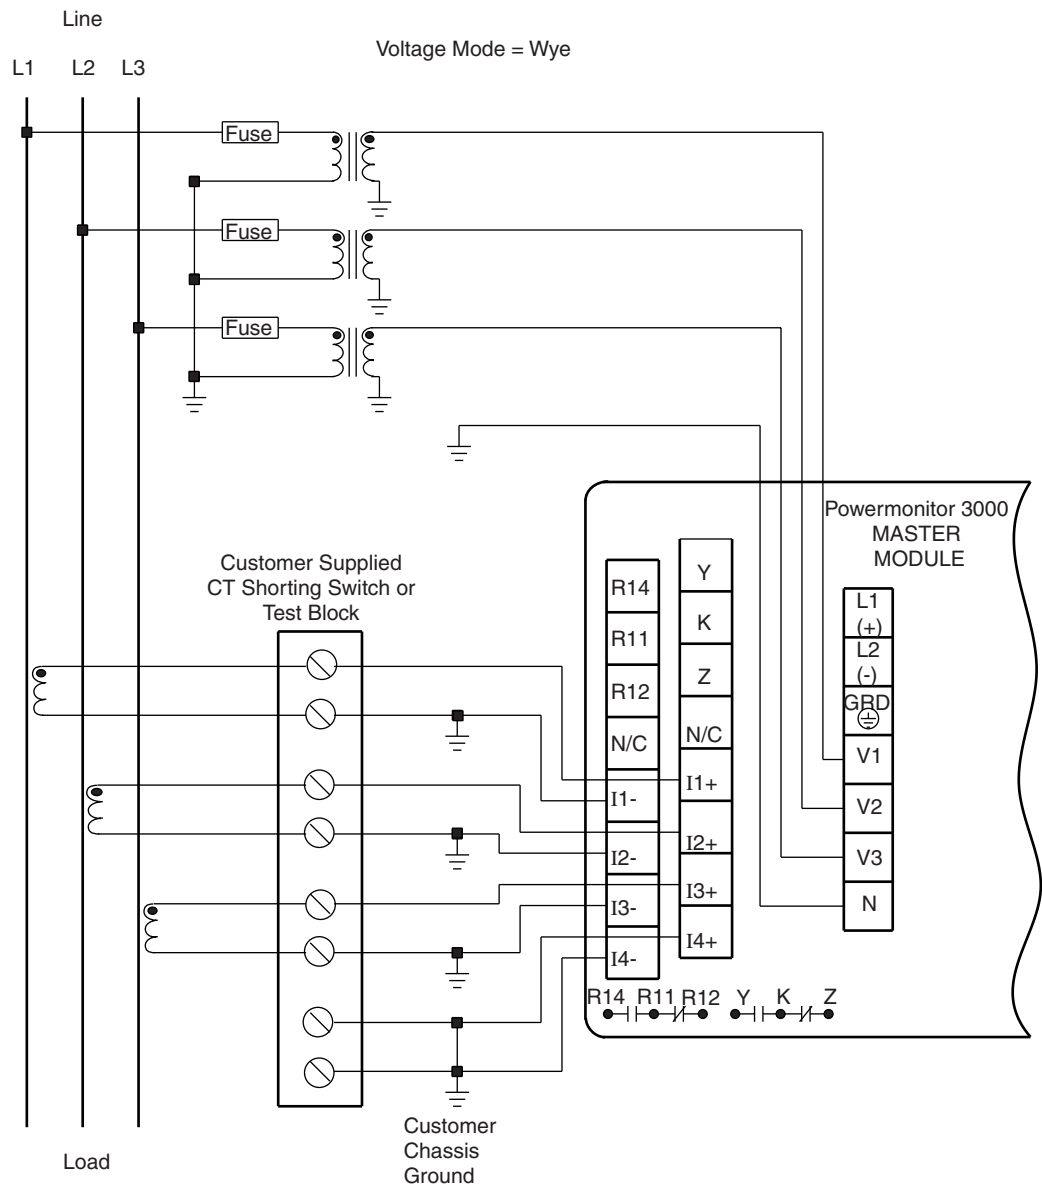 Line
Voltage Mode = Wye
L1 L2 L3
Fuse
Fuse
Fuse
Powermonitor 3000
MASTER
MODULE
Customer Supplied
CT Shorting Switch or
Test Block
R14
R11
R12
N/C
I1-
I2-
I3-
I4-
Y
K
Z
N/C
I1+
I2+
I3+
I4+
L1
(+)
L2
(-)
GRD
V1
V2
V3
N
R14 R11 R12 Y K Z
Customer
Chassis
Ground
Load